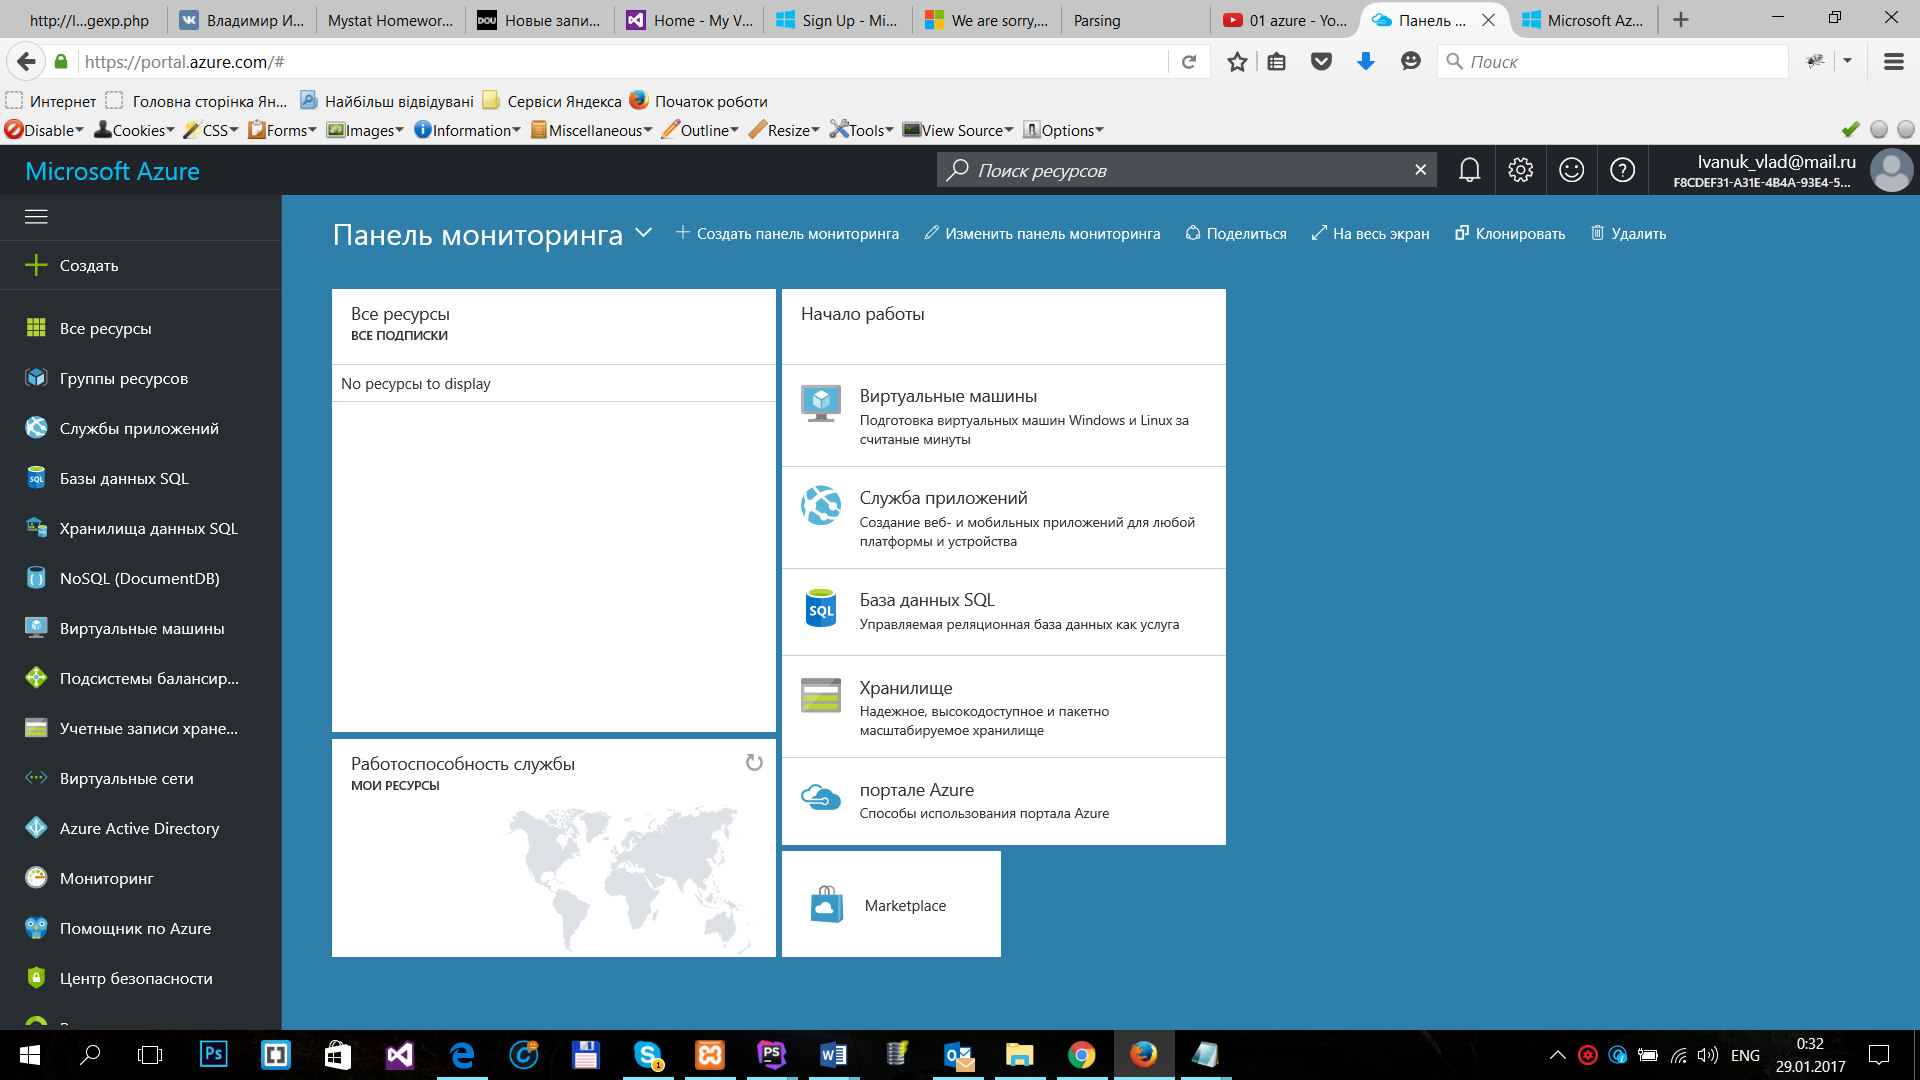 http://l...gexp.php
Владимир И...
Mystat Homewor...
DOU
Новые запи...
Home - My V...
Sign Up - Mi...
We are sorry,...
Parsing
01 azure - Yo...
Панель ...
Microsoft Az...
https://portal.azure.com/#
Поиск
Интернет
Головна сторінка Ян...
Найбільш відвідувані
Сервіси Яндекса
Початок роботи
Disable
Cookies
CSS
Forms
Images
Information
Miscellaneous
Outline
Resize
Tools
View Source
Options
Microsoft Azure
Поиск ресурсов
Ivanuk_vlad@mail.ru
F8CDEF31-A31E-4B4A-93E4-5...
Создать
Все ресурсы
Группы ресурсов
Службы приложений
Базы данных SQL
Хранилища данных SQL
NoSQL (DocumentDB)
Виртуальные машины
Подсистемы балансир...
Учетные записи хране...
Виртуальные сети
Azure Active Directory
Мониторинг
Помощник по Azure
Центр безопасности
Панель мониторинга
Создать панель мониторинга
Изменить панель мониторинга
Поделиться
На весь экран
Клонировать
Удалить
Все ресурсы
ВСЕ ПОДПИСКИ
No ресурсы to display
Работоспособность службы
МОИ РЕСУРСЫ
Начало работы
Виртуальные машины
Подготовка виртуальных машин Windows и Linux за
считаные минуты
Служба приложений
Создание веб- и мобильных приложений для любой
платформы и устройства
SQL
База данных SQL
Управляемая реляционная база данных как услуга
Хранилище
Надежное, высокодоступное и пакетно
масштабируемое хранилище
портале Azure
Способы использования портала Azure
Marketplace
Ps
PS
1
ENG
0:32
29.01.2017